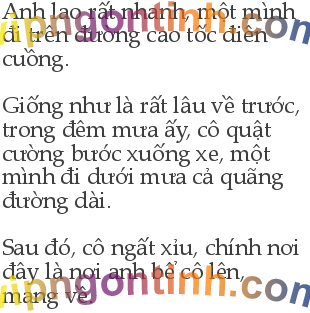 Anh lao rất nhanh, một mình
đi trên đường cao tốc điên
cuồng.
Giống như là rất lâu về trước,
trong đêm mưa ấy, cô quật
cường bước xuống xe, một
mình đi dưới mưa cả quãng
đường dài.
Sau đó, cô ngất xỉu, chính nơi
đây là nơi anh bế cô lên,
mang về.
vipngontinh.com
vipngontinh.com